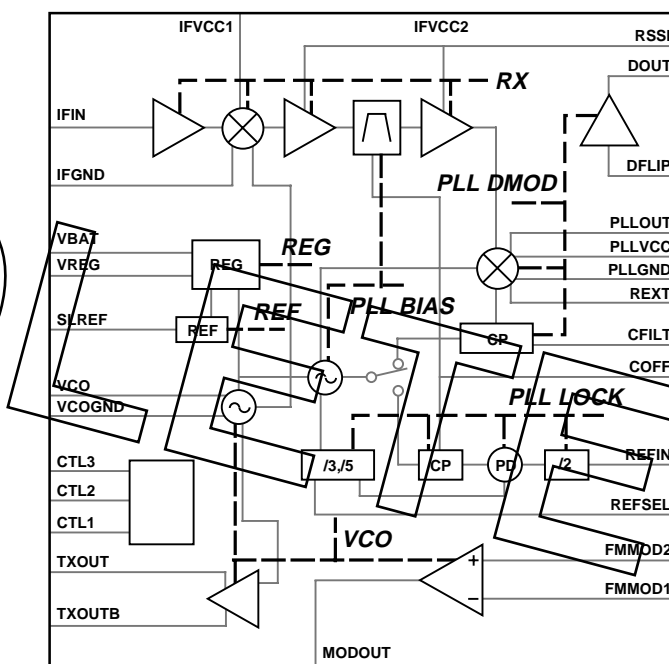 IFVCC1
IFVCC2
RSSI
DOUT
RX
IFIN
IFGND
DFLIP
PLL DMOD
PLLOUT
VBAT
PLLVCC
VREG
REG
REG
PLLGND
REXT
REF
PLL BIAS
SLREF
REF
CP
CFILT
COFF
VCO
VCOGND
PLL LOCK
CTL3
/3,/5
CP
PD
/2
REFIN
CTL2
REFSEL
CTL1
VCO
FMMOD2
TXOUT
+
−
FMMOD1
TXOUTB
MODOUT
LETE